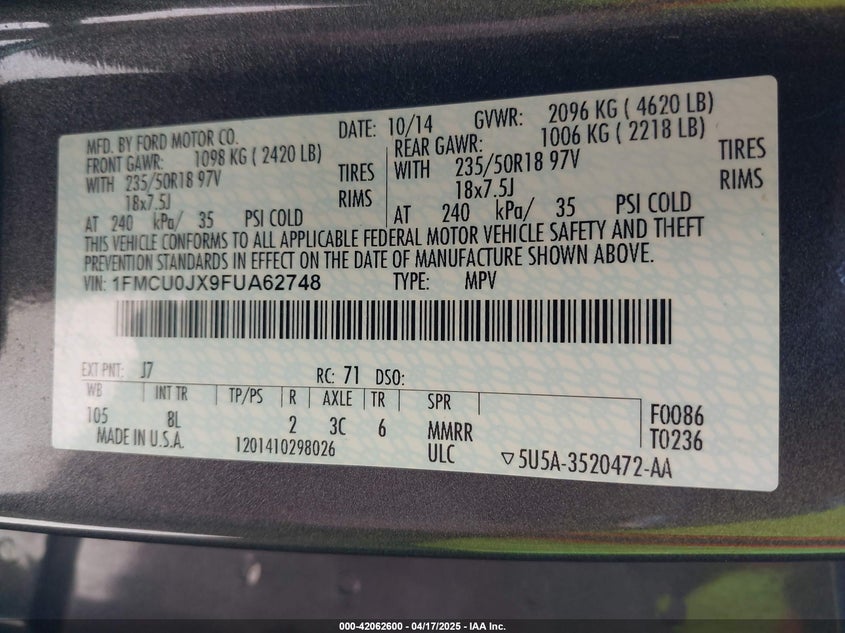 MFD. BY FORD MOTOR CO. DATE: 10/14 GVWR: 2096 KG ( 4620 LB)
FRONT GAWR: 1098 KG ( 2420 LB) REAR GAWR: 1006 KG ( 2218 LB)
WITH 235/50R18 97V TIRES WITH 235/50R18 97V TIRES
18x7.5J RIMS 18x7.5J RIMS
AT 240 kPa/ 35 PSI COLD AT 240 kPa/ 35 PSI COLD
THIS VEHICLE CONFORMS TO ALL APPLICABLE FEDERAL MOTOR VEHICLE SAFETY AND THEFT
PREVENTION STANDARDS IN EFFECT ON THE DATE OF MANUFACTURE SHOWN ABOVE.
VIN: 1FMCU0JX9FUA62748 TYPE: MPV
EXT PNT: J7 RC: 71 DSO:
WB INT TR TP/PS R AXLE TR SPR
105 8L 2 3C 6 MMRR F0086
MADE IN U.S.A. 1201410298026 ULC ▽5U5A-3520472-AA T0236
000-42062600 - 04/17/2025 - IAA Inc.